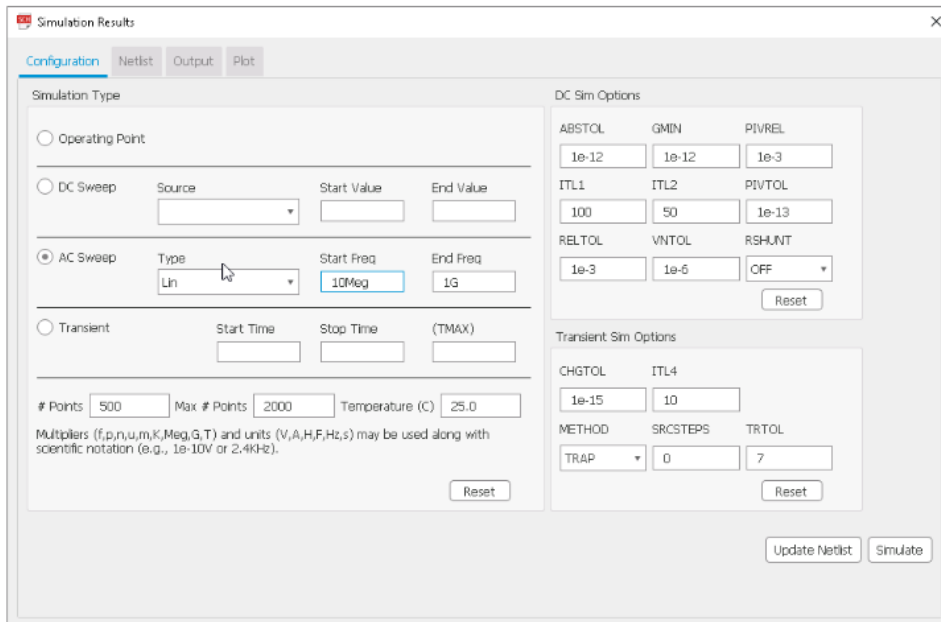 Simulation Results
Configuration Netlist Output Plot
Simulation Type
Operating Point
DC Sweep Source Start Value End Value
AC Sweep Type Start Freq End Freq
Lin 10Meg 1G
Transient Start Time Stop Time (TMAX)
# Points 500 Max # Points 2000 Temperature (C) 25.0
Multipliers (f,p,n,u,m,K,Meg,G,T) and units (V,A,H,F,Hz,s) may be used along with
scientific notation (e.g., 1e-10V or 2.4KHz).
Reset
DC Sim Options
ABSTOL GMIN PIVREL
1e-12 1e-12 1e-3
ITL1 ITL2 PIVTOL
100 50 1e-13
RELTOL VNTOL RSHUNT
1e-3 1e-6 OFF
Reset
Transient Sim Options
CHGTOL ITL4
1e-15 10
METHOD SRCSTEPS TRTOL
TRAP 0 7
Reset
Update Netlist Simulate